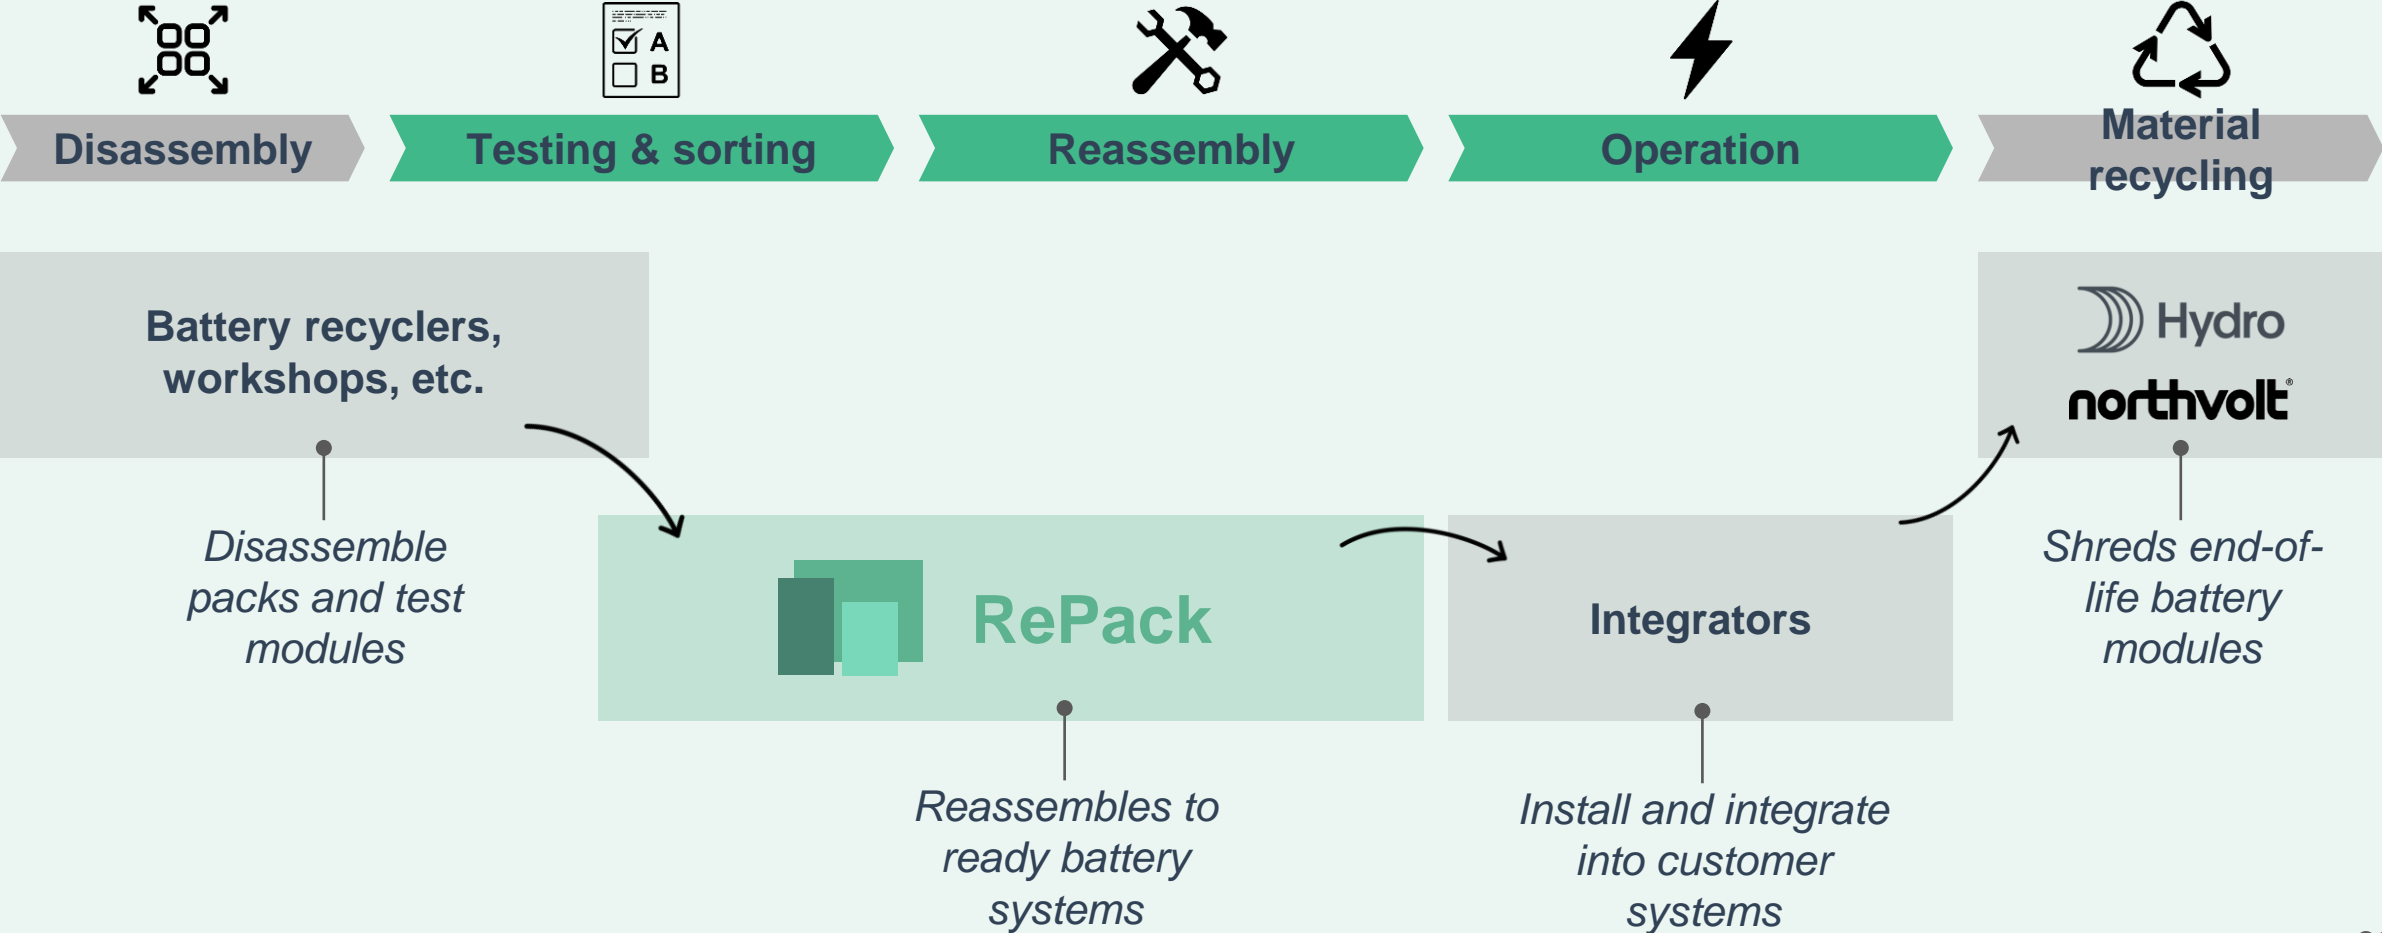 A
B
Disassembly
Testing & sorting
Reassembly
Operation
Material
recycling
Battery recyclers,
workshops, etc.
Hydro
northvolt®
Disassemble
packs and test
modules
RePack
Integrators
Shreds end-of-
life battery
modules
Reassembles to
ready battery
systems
Install and integrate
into customer
systems